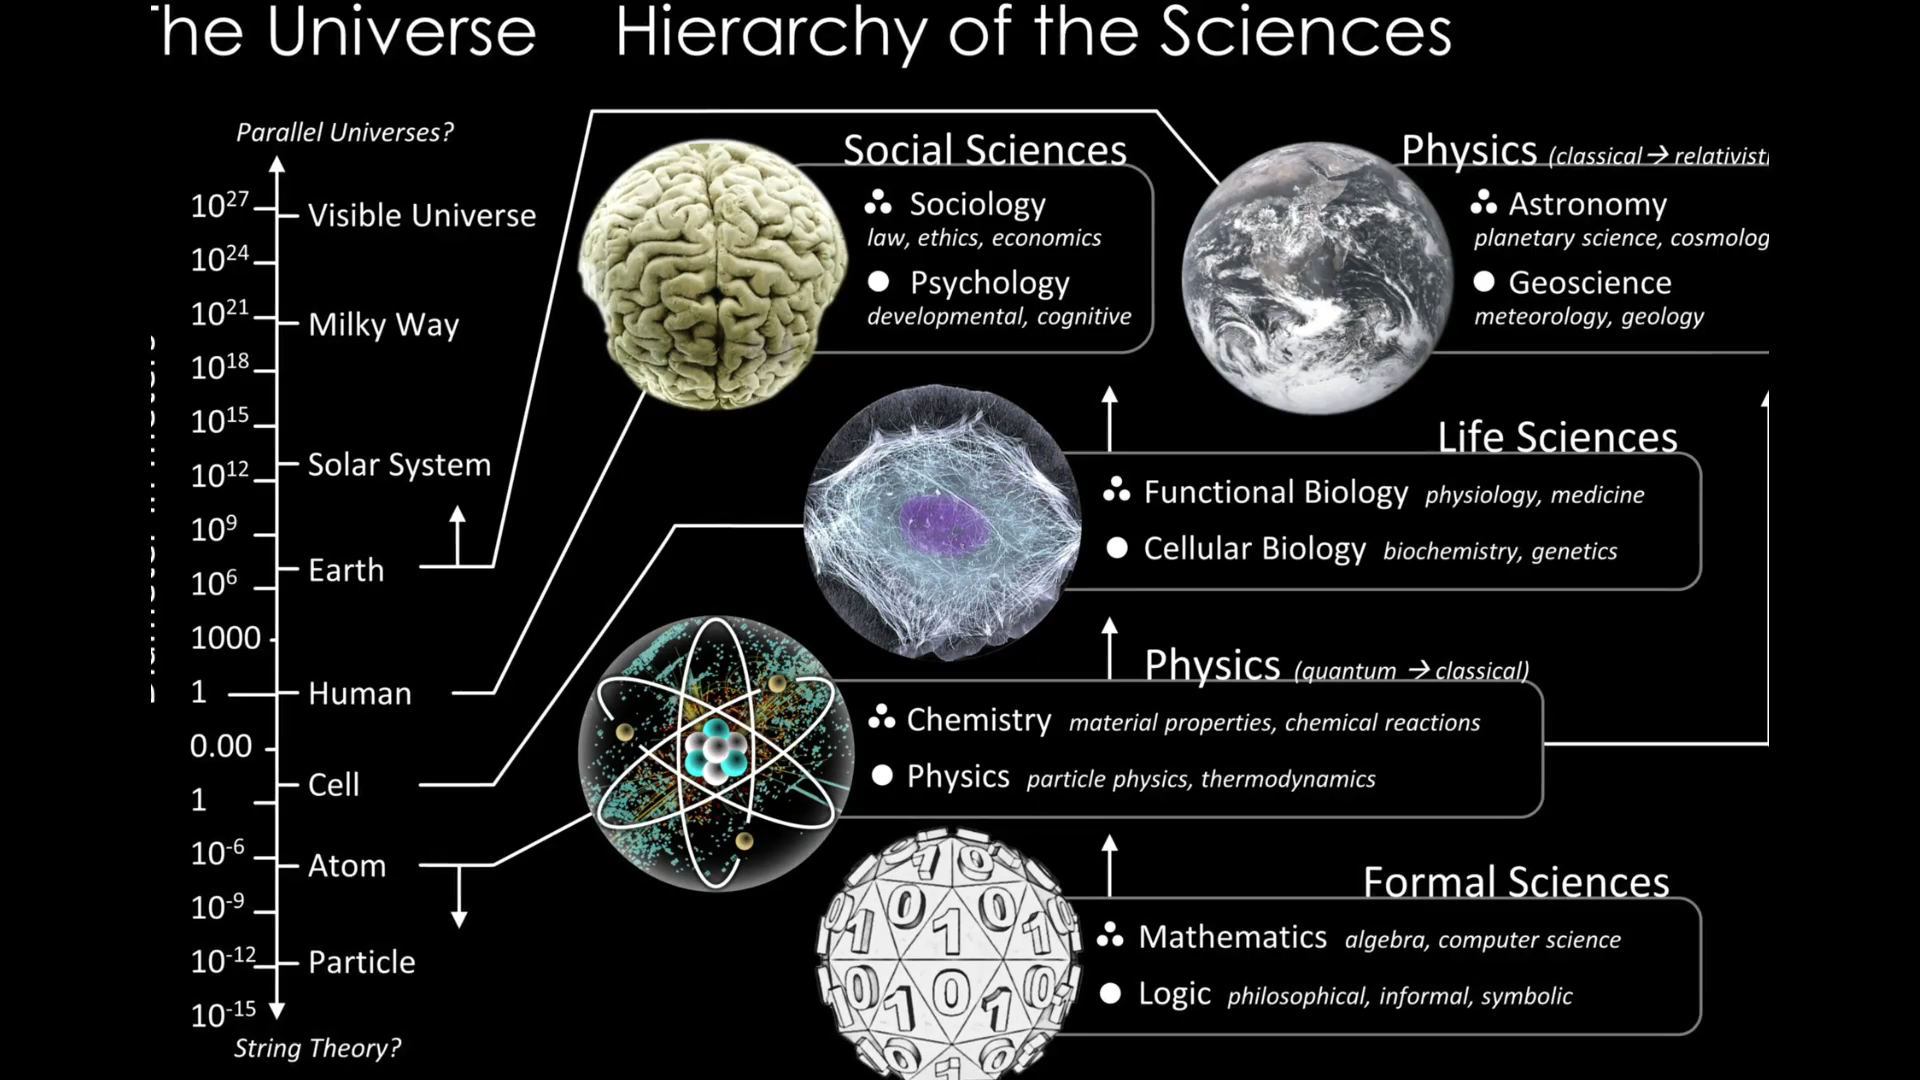 he Universe
Hierarchy of the Sciences
Parallel Universes?
10²⁷
Visible Universe
10²⁴
10²¹
Milky Way
10¹⁸
10¹⁵
10¹²
Solar System
10⁹
Earth
10⁶
1000
1
Human
0.00
Cell
1
10⁻⁶
Atom
10⁻⁹
10⁻¹²
Particle
10⁻¹⁵
String Theory?
Social Sciences
Sociology
law, ethics, economics
Psychology
developmental, cognitive
Physics (classical → relativisti
Astronomy
planetary science, cosmolog
Geoscience
meteorology, geology
Life Sciences
Functional Biology physiology, medicine
Cellular Biology biochemistry, genetics
Physics (quantum → classical)
Chemistry material properties, chemical reactions
Physics particle physics, thermodynamics
Formal Sciences
Mathematics algebra, computer science
Logic philosophical, informal, symbolic